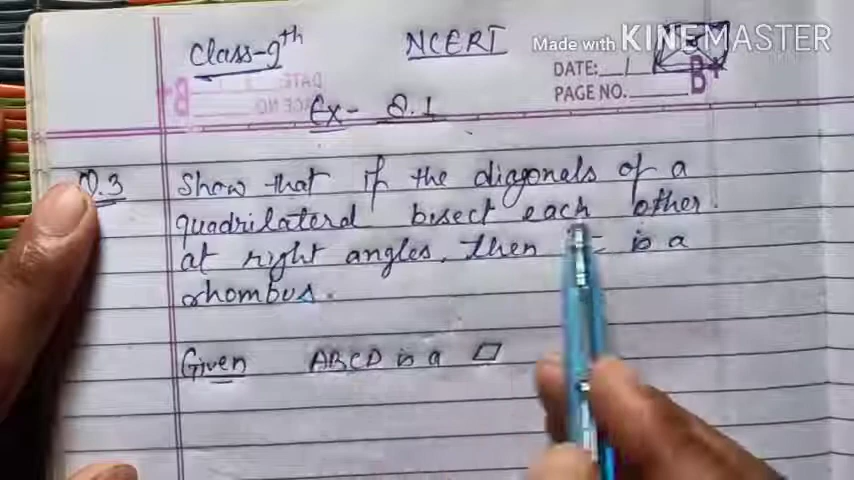 Class-9th NCERT
Made with KINEMASTER
DATE: / B+
PAGE NO.
Ex- 8.1
Q.3 Show that if the diagonals of a
quadrilateral bisect each other
at right angles, then is a
rhombus.
Given ABCD is a ▱